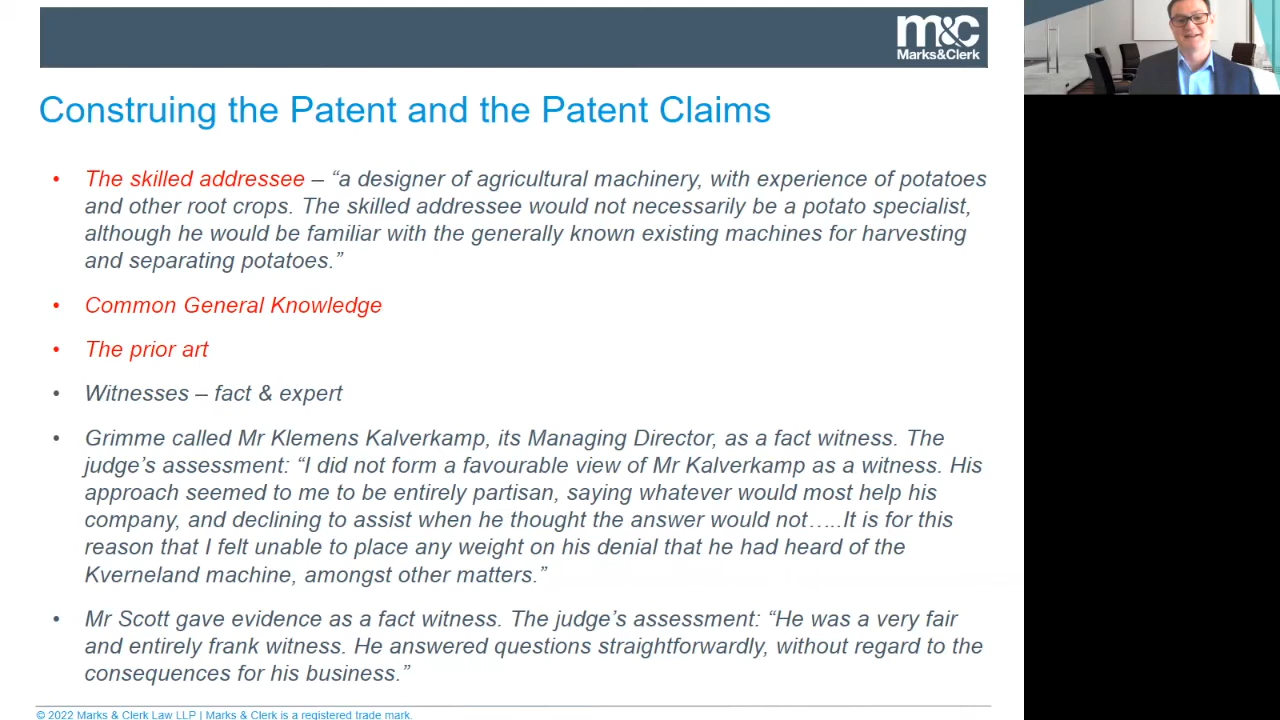 m&c
Marks&Clerk
Construing the Patent and the Patent Claims
• The skilled addressee – “a designer of agricultural machinery, with experience of potatoes
and other root crops. The skilled addressee would not necessarily be a potato specialist,
although he would be familiar with the generally known existing machines for harvesting
and separating potatoes.”
• Common General Knowledge
• The prior art
• Witnesses – fact & expert
• Grimme called Mr Klemens Kalverkamp, its Managing Director, as a fact witness. The
judge’s assessment: “I did not form a favourable view of Mr Kalverkamp as a witness. His
approach seemed to me to be entirely partisan, saying whatever would most help his
company, and declining to assist when he thought the answer would not…..It is for this
reason that I felt unable to place any weight on his denial that he had heard of the
Kverneland machine, amongst other matters.”
• Mr Scott gave evidence as a fact witness. The judge’s assessment: “He was a very fair
and entirely frank witness. He answered questions straightforwardly, without regard to the
consequences for his business.”
© 2022 Marks & Clerk Law LLP | Marks & Clerk is a registered trade mark.